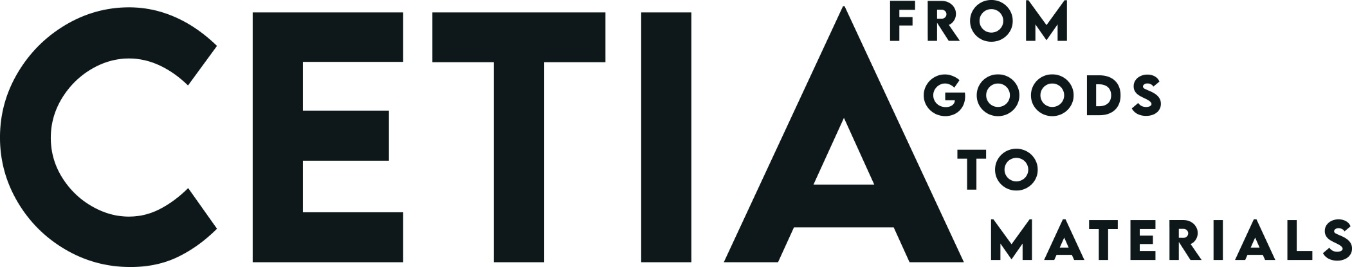 CETIA
FROM
GOODS
TO
MATERIALS